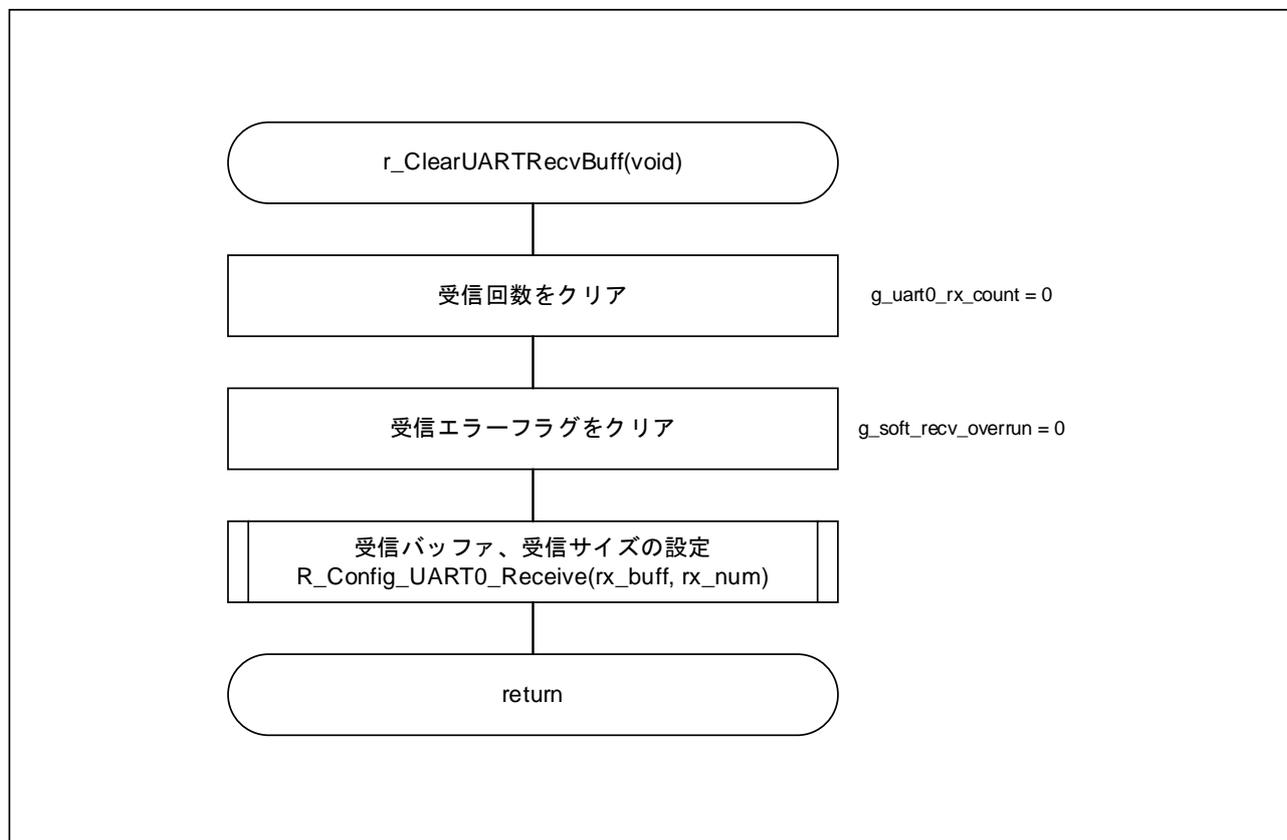 r_ClearUARTRecvBuff(void)
受信回数をクリア
g_uart0_rx_count = 0
受信エラーフラグをクリア
g_soft_recv_overrun = 0
受信バッファ、受信サイズの設定
R_Config_UART0_Receive(rx_buff, rx_num)
return